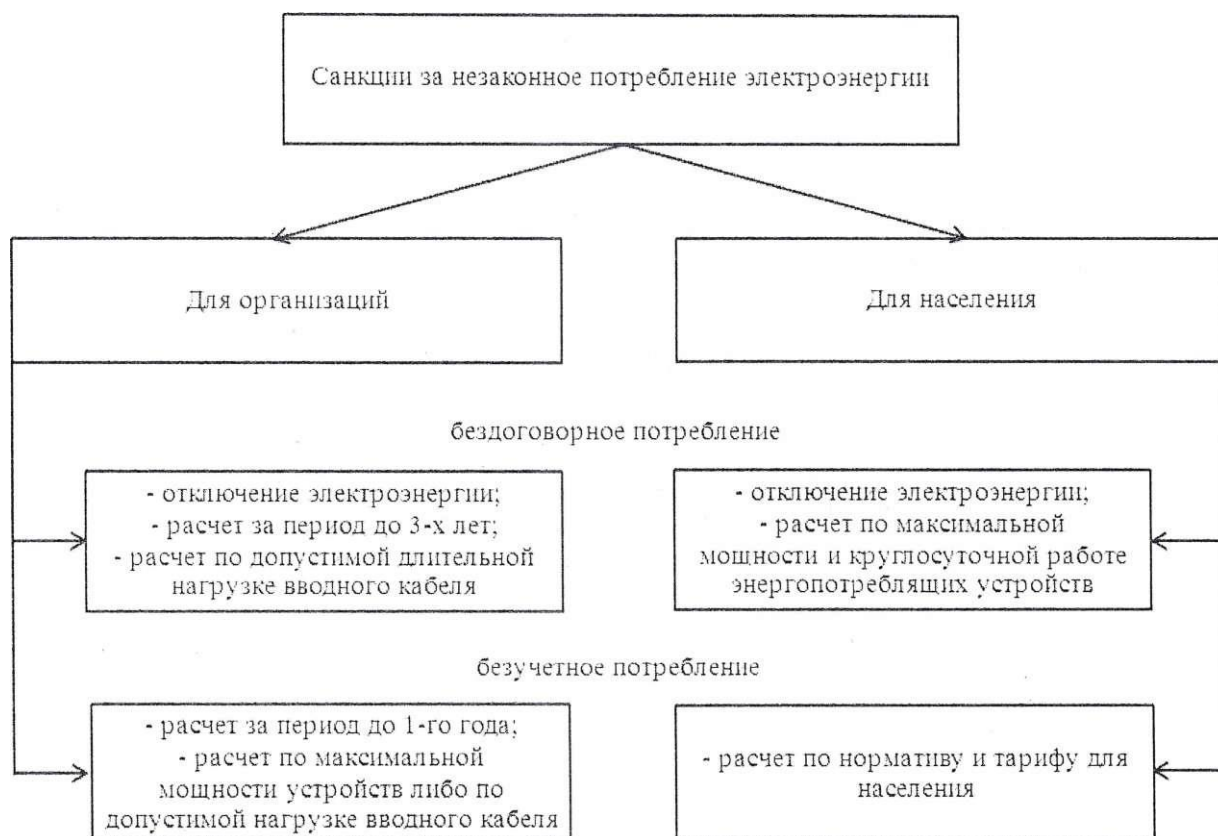 Санкции за незаконное потребление электроэнергии
Для организаций
Для населения
бездоговорное потребление
- отключение электроэнергии;
- расчет за период до 3-х лет;
- расчет по допустимой длительной
нагрузке вводного кабеля
- отключение электроэнергии;
- расчет по максимальной
мощности и круглосуточной работе
энергопотреблящих устройств
безучетное потребление
- расчет за период до 1-го года;
- расчет по максимальной
мощности устройств либо по
допустимой нагрузке вводного кабеля
- расчет по нормативу и тарифу для
населения